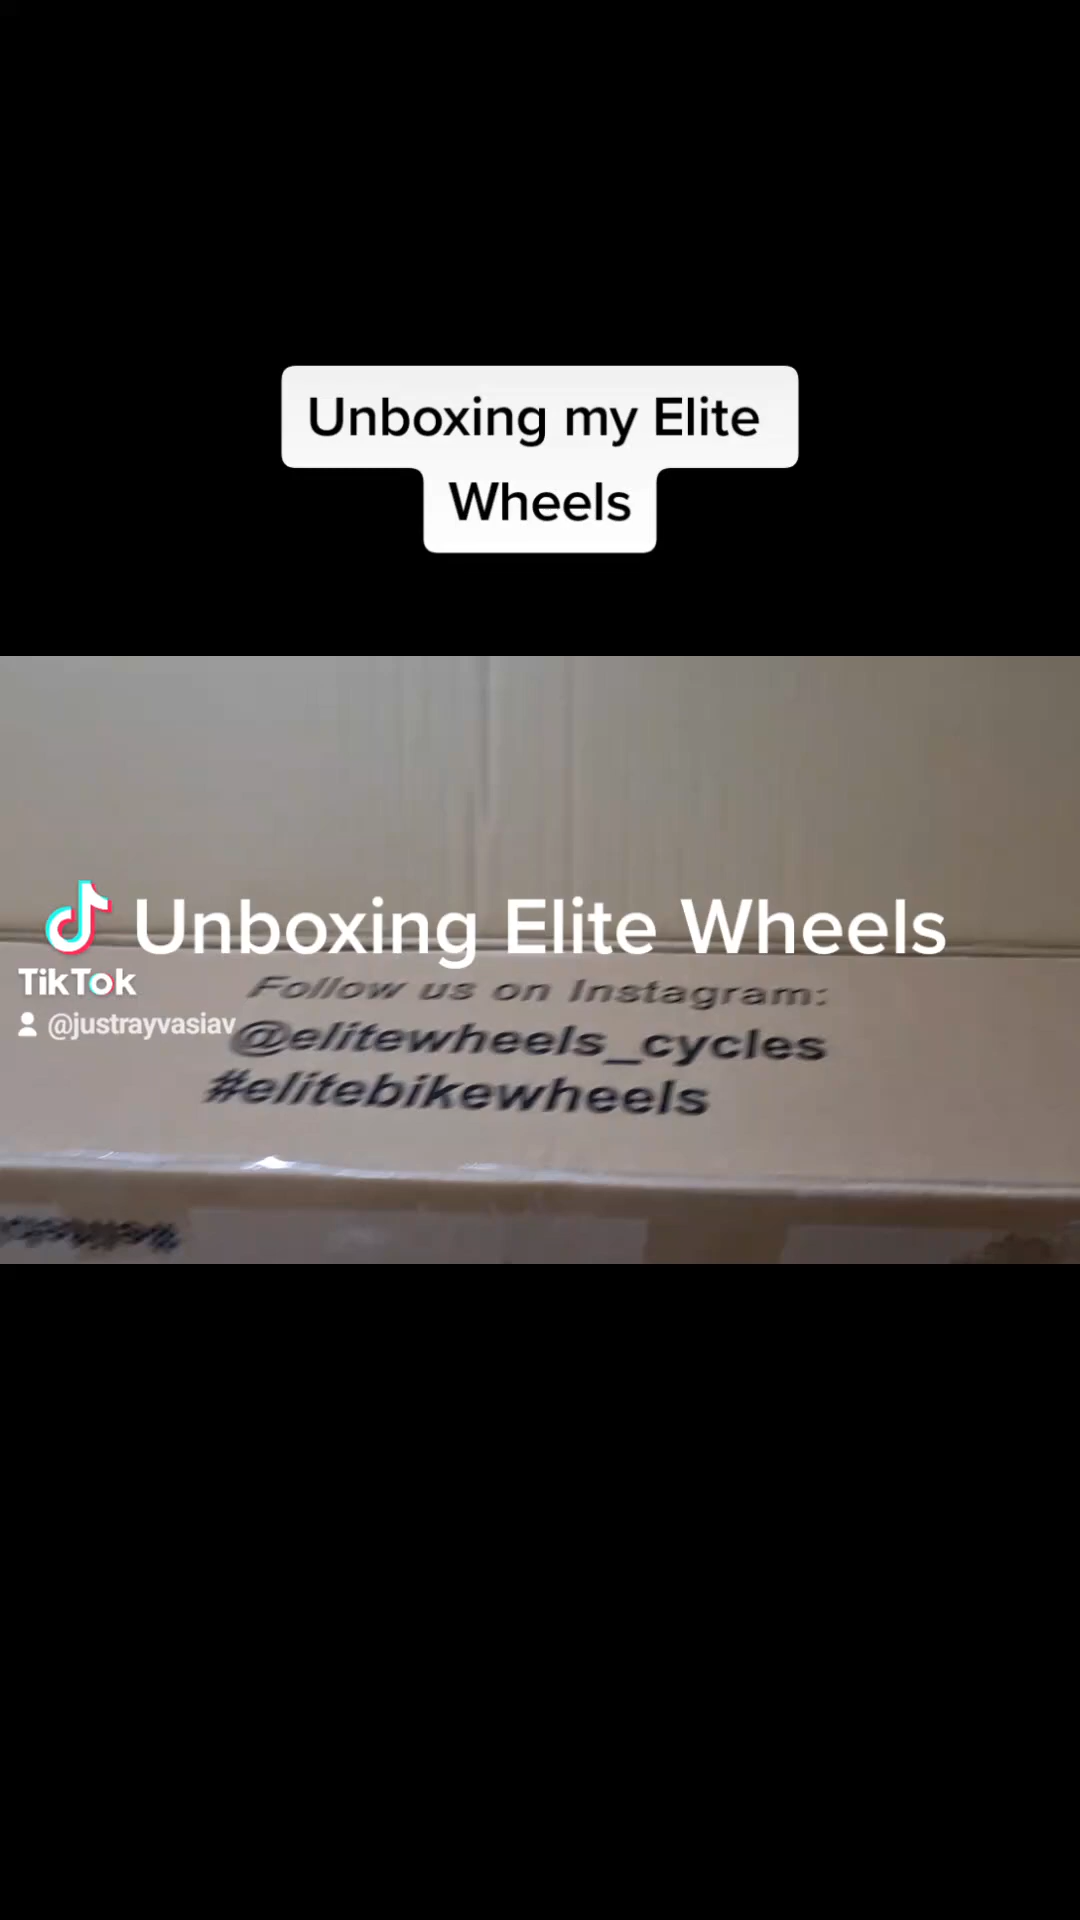 Unboxing my Elite
Wheels
Unboxing Elite Wheels
TikTok
@justrayvasiav
Follow us on Instagram:
@elitewheels_cycles
#elitebikewheels